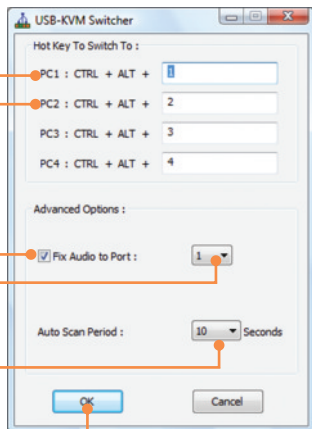 USB-KVM Switcher
Hot Key To Switch To :
PC1 : CTRL + ALT + 1
PC2 : CTRL + ALT + 2
PC3 : CTRL + ALT + 3
PC4 : CTRL + ALT + 4
Advanced Options :
Fix Audio to Port : 1
Auto Scan Period : 10 Seconds
OK Cancel